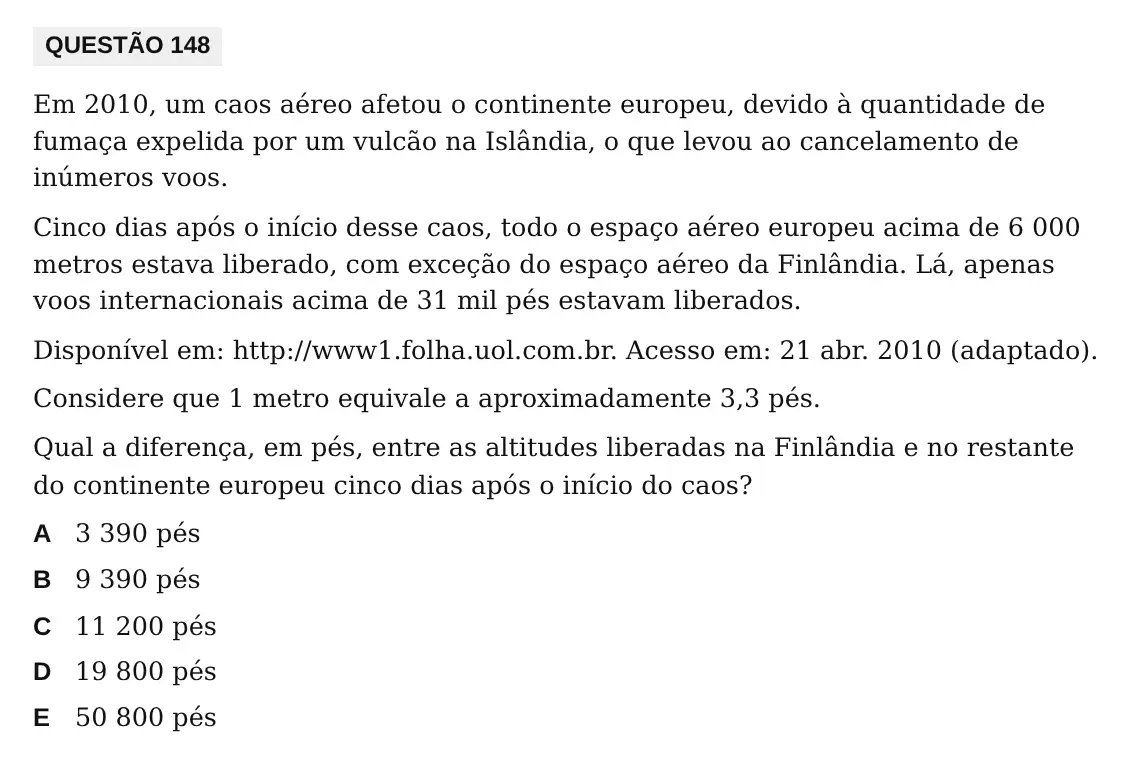 QUESTÃO 148
Em 2010, um caos aéreo afetou o continente europeu, devido à quantidade de
fumaça expelida por um vulcão na Islândia, o que levou ao cancelamento de
inúmeros voos.
Cinco dias após o início desse caos, todo o espaço aéreo europeu acima de 6 000
metros estava liberado, com exceção do espaço aéreo da Finlândia. Lá, apenas
voos internacionais acima de 31 mil pés estavam liberados.
Disponível em: http://www1.folha.uol.com.br. Acesso em: 21 abr. 2010 (adaptado).
Considere que 1 metro equivale a aproximadamente 3,3 pés.
Qual a diferença, em pés, entre as altitudes liberadas na Finlândia e no restante
do continente europeu cinco dias após o início do caos?
A 3 390 pés
B 9 390 pés
C 11 200 pés
D 19 800 pés
E 50 800 pés